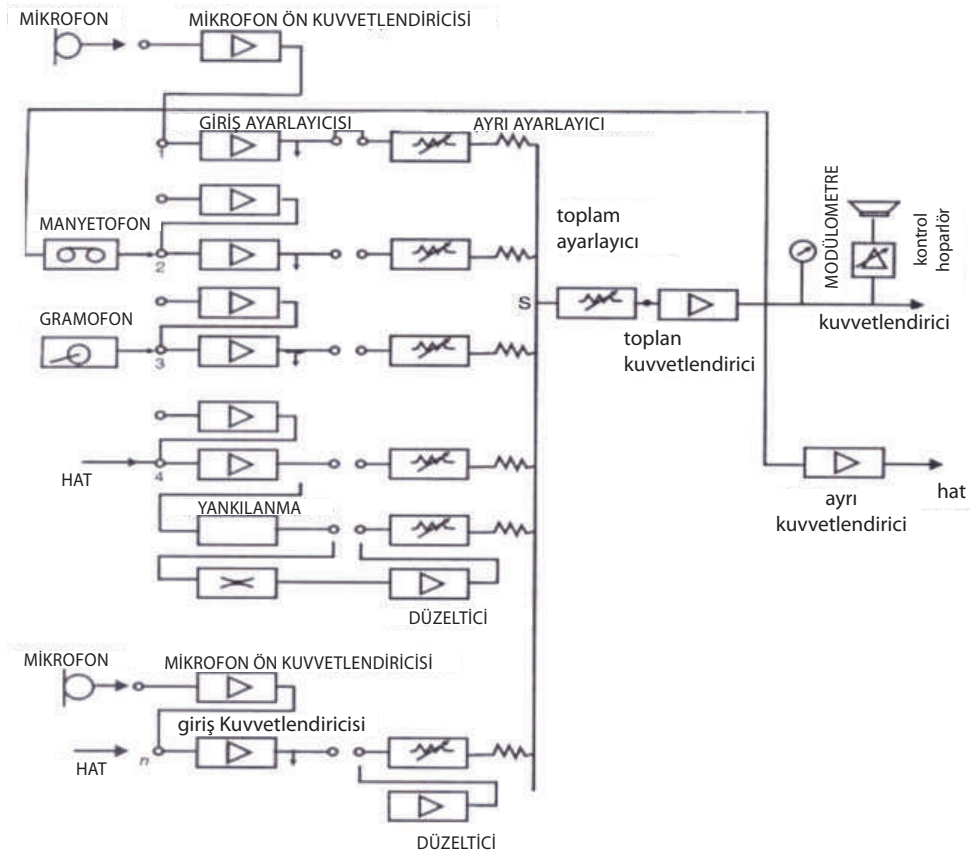 MİKROFON
MİKROFON ÖN KUVVETLENDİRİCİSİ
1
GİRİŞ AYARLAYICISI
AYRI AYARLAYICI
MANYETOFON
2
toplam
ayarlayıcı
MODÜLOMETRE
kontrol
hoparlör
S
GRAMOFON
3
toplan
kuvvetlendirici
kuvvetlendirici
HAT
4
ayrı
kuvvetlendirici
hat
YANKILANMA
DÜZELTİCİ
MİKROFON
MİKROFON ÖN KUVVETLENDİRİCİSİ
giriş Kuvvetlendiricisi
HAT
n
DÜZELTİCİ